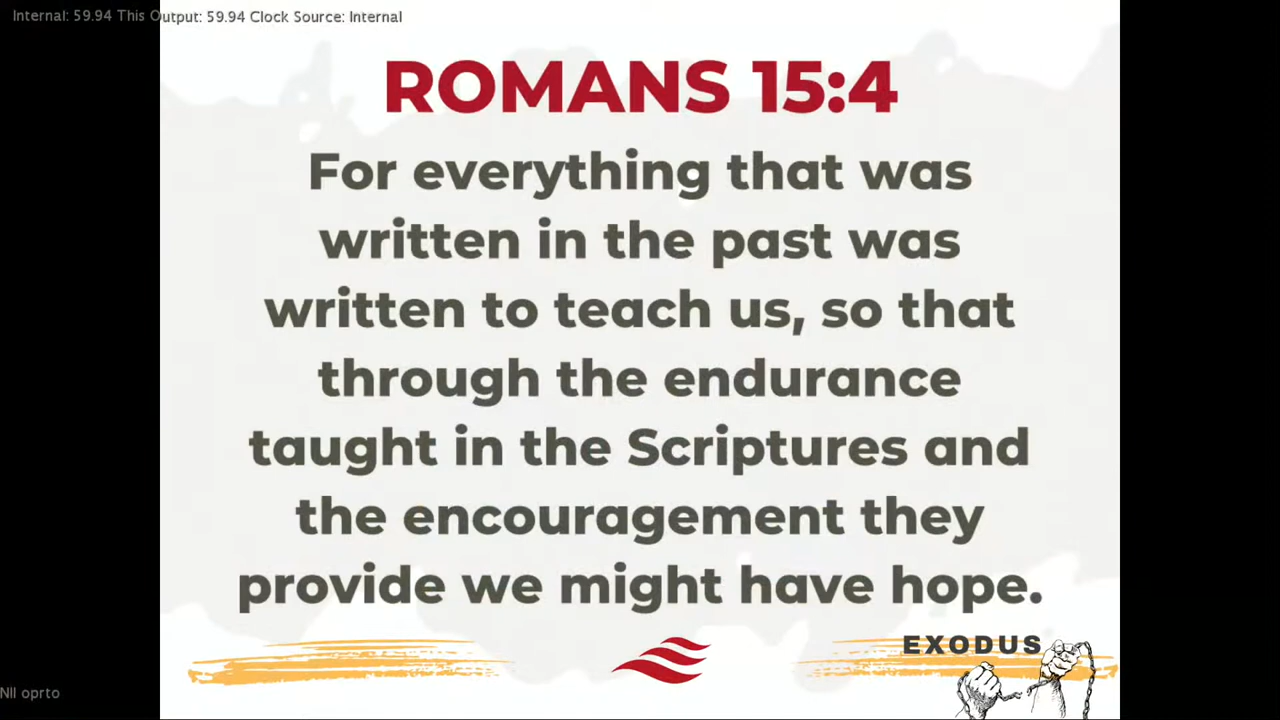 Internal: 59.94 This Output: 59.94 Clock Source: Internal
ROMANS 15:4
For everything that was
written in the past was
written to teach us, so that
through the endurance
taught in the Scriptures and
the encouragement they
provide we might have hope.
EXODUS
Nil oprto